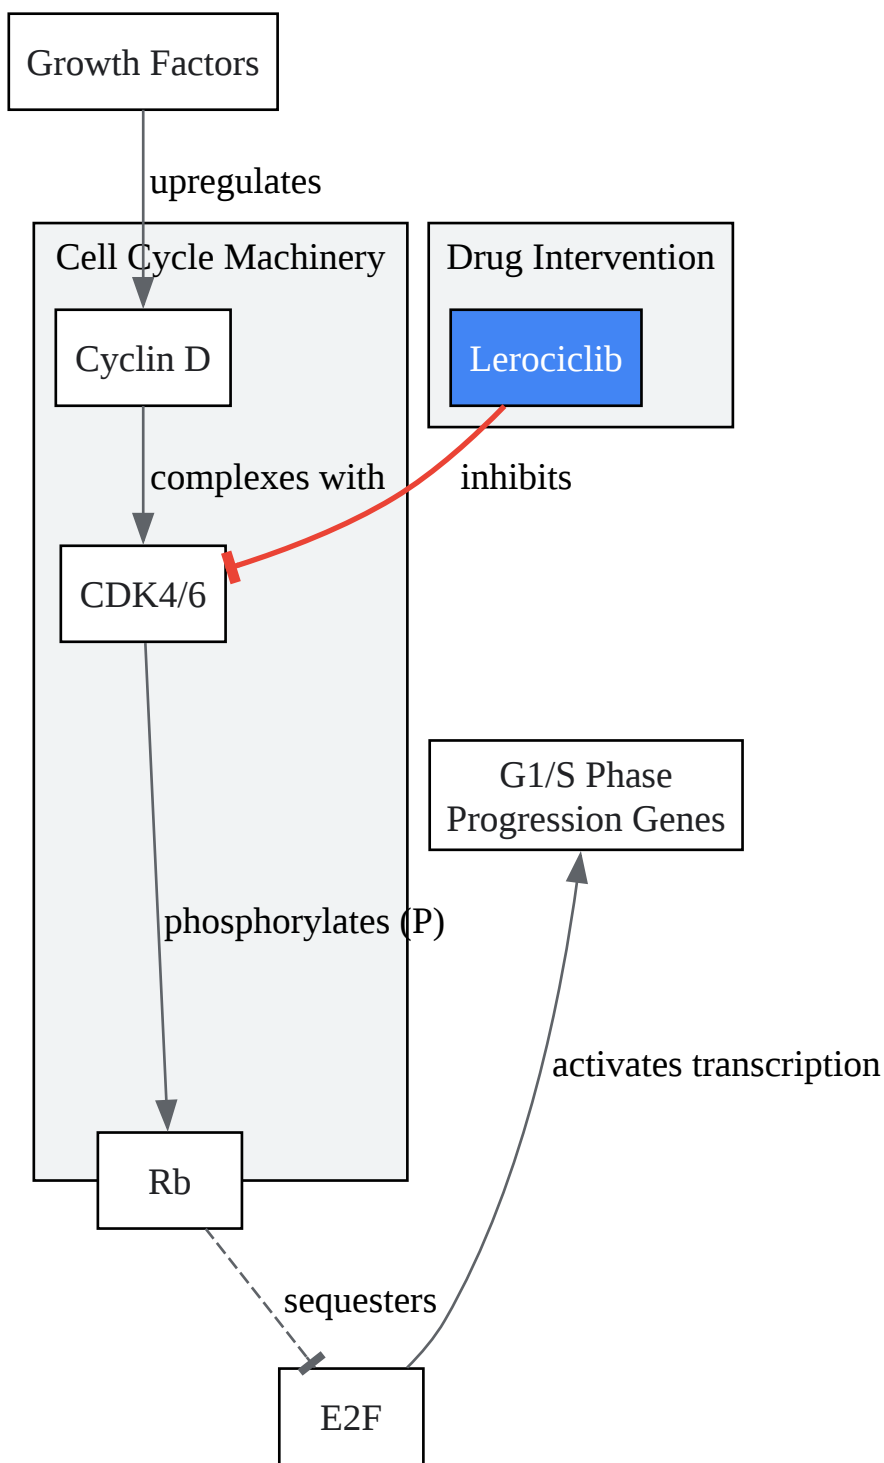 Growth Factors
upregulates
Cell Cycle Machinery
Drug Intervention
Cyclin D
Lerociclib
complexes with
inhibits
CDK4/6
G1/S Phase
Progression Genes
phosphorylates (P)
activates transcription
Rb
sequesters
E2F